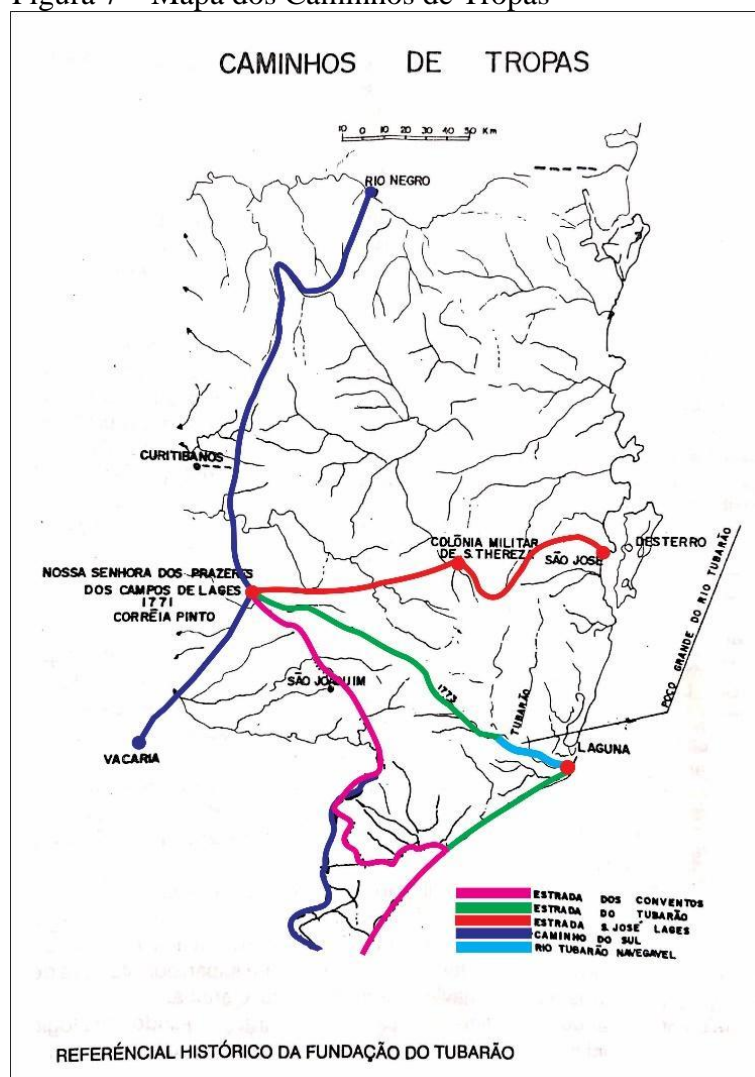 Figura 7 – Mapa dos Caminhos de Tropas
CAMINHOS DE TROPAS
10 0 10 20 30 40 50 Km
RIO NEGRO
CURITIBANOS
COLÔNIA MILITAR
DE S. THEREZA
SÃO JOSÉ
DESTERRO
NOSSA SENHORA DOS PRAZERES
DOS CAMPOS DE LAGES
1771
CORRÊIA PINTO
SÃO JOAQUIM
1773
TUBARÃO
POÇO GRANDE DO RIO TUBARÃO
VACARIA
LAGUNA
ESTRADA DOS CONVENTOS
ESTRADA DO TUBARÃO
ESTRADA S. JOSÉ LAGES
CAMINHO DO SUL
RIO TUBARÃO NAVEGAVEL
REFERÉNCIAL HISTÓRICO DA FUNDAÇÃO DO TUBARÃO